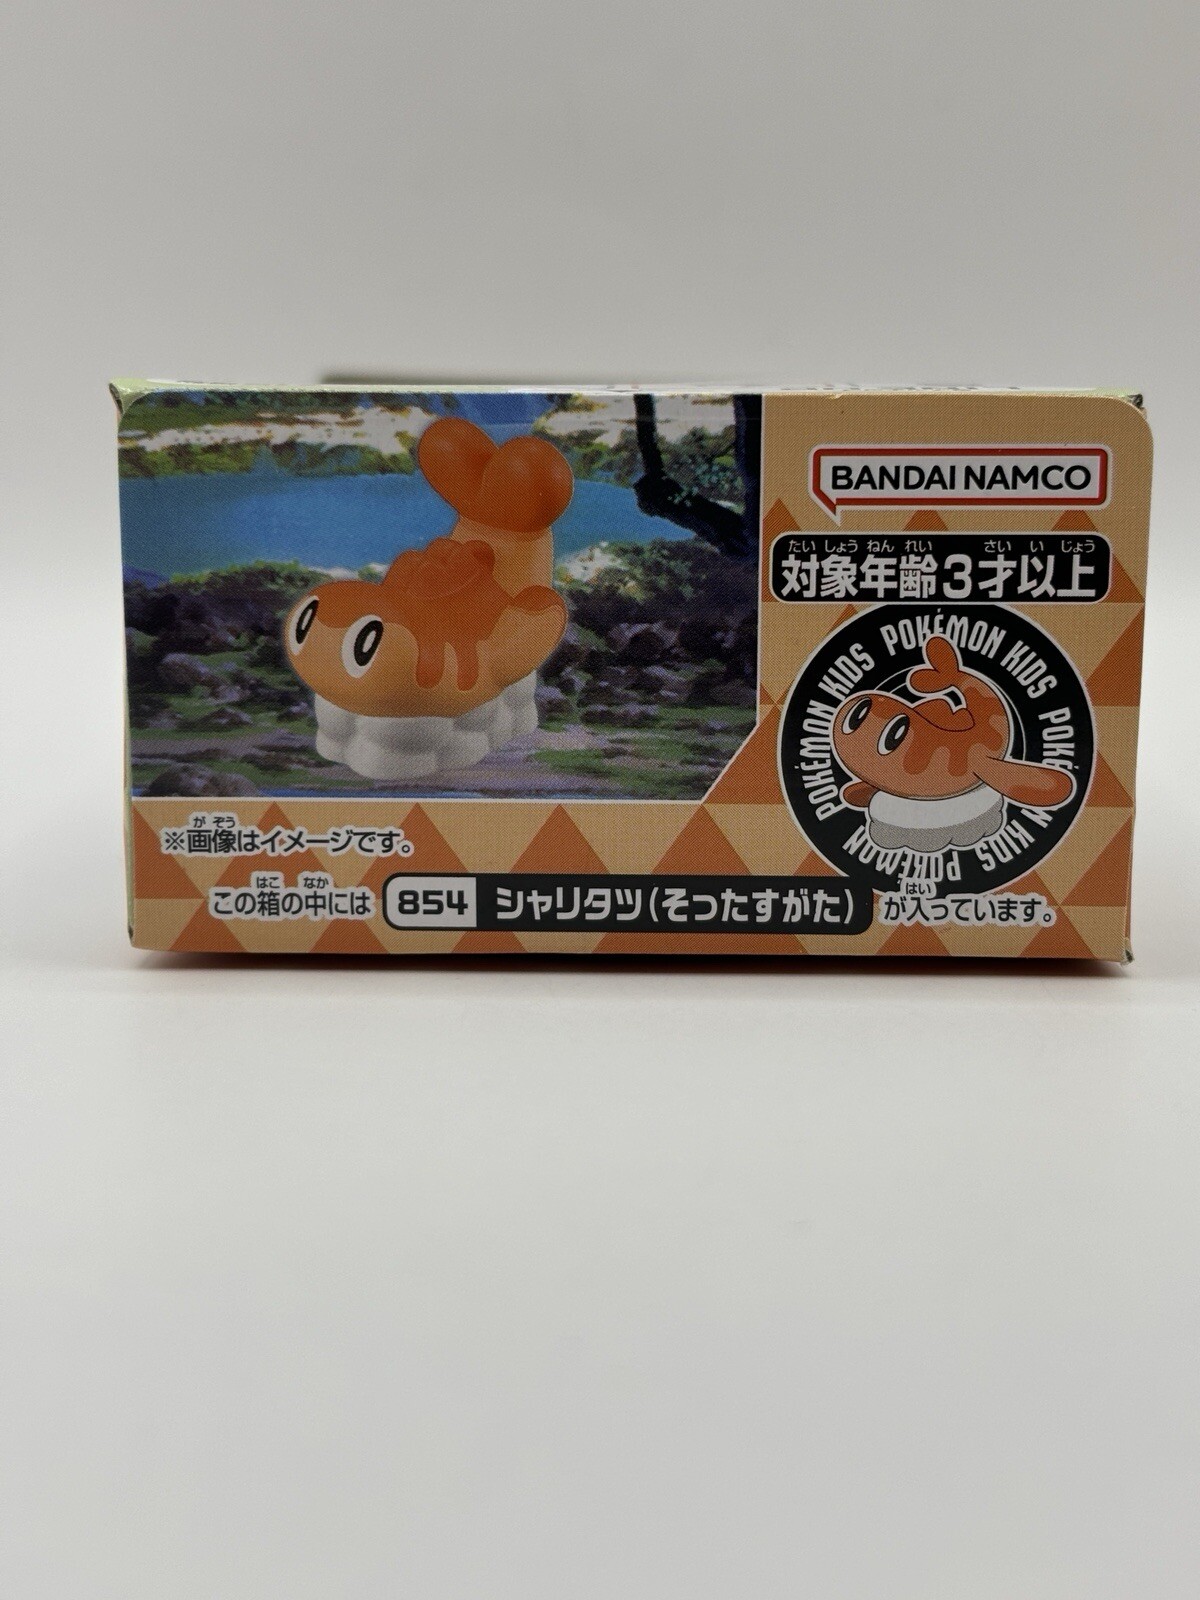 BANDAI NAMCO
たいしょうねんれい さいいじょう
対象年齢3才以上
POKÉMON KIDS POKÉMON KIDS POKÉMON KIDS POKÉMON KIDS
がぞう
※画像はイメージです。
はこ なか はい
この箱の中には 854 シャリタツ(そったすがた) が入っています。